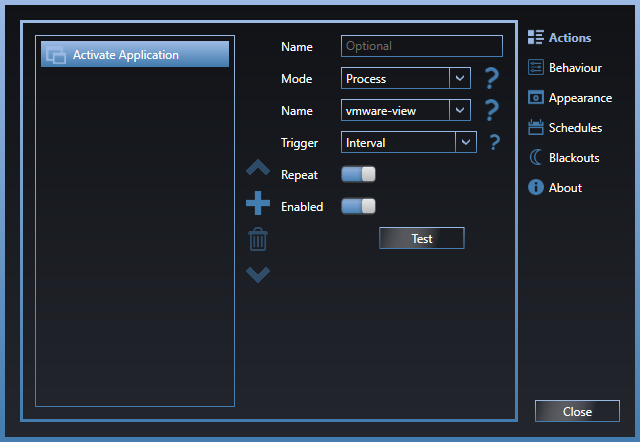 Activate Application
Name
Optional
Mode
Process
?
Name
vmware-view
?
Trigger
Interval
?
Repeat
Enabled
Test
Actions
Behaviour
Appearance
Schedules
Blackouts
About
Close